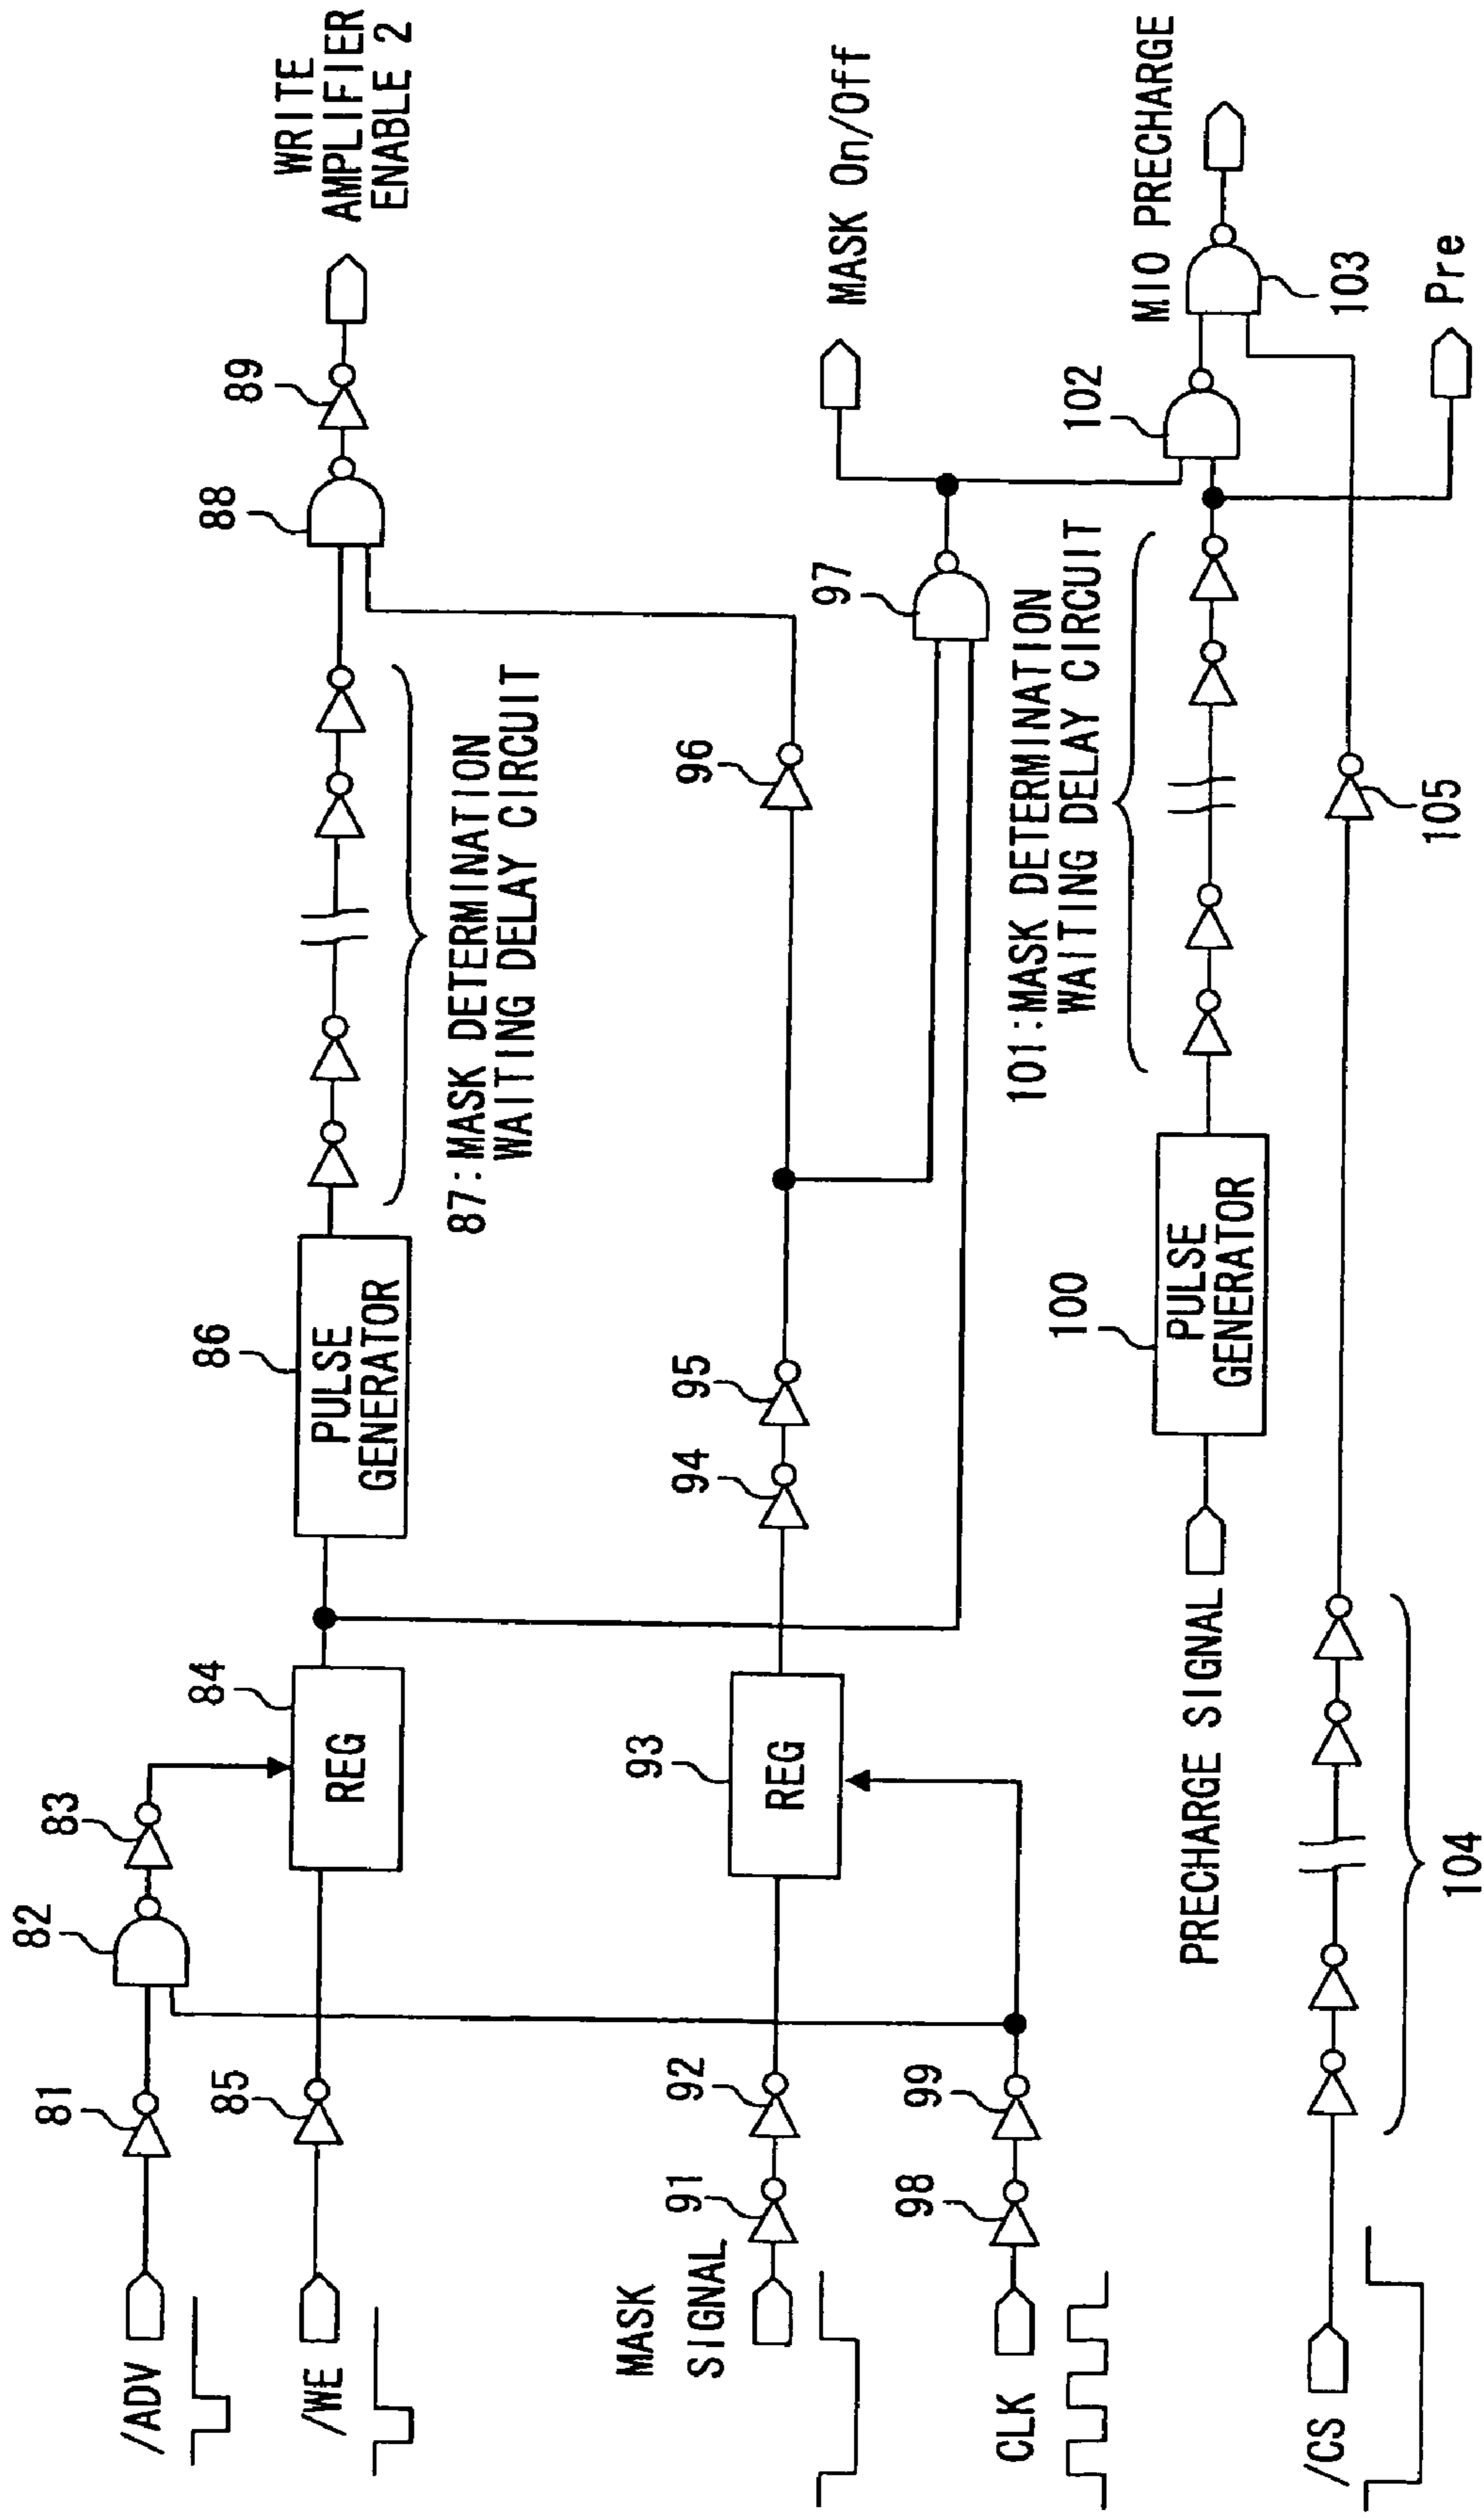 /ADV
81
82
83
/WE
85
84
REG
86
PULSE
GENERATOR
87:MASK DETERMINATION
WAITING DELAY CIRCUIT
88
89
WRITE
AMPLIFIER
ENABLE 2
MASK
SIGNAL
91
92
93
REG
94
95
96
97
MASK On/Off
CLK
98
99
PRECHARGE SIGNAL
100
PULSE
GENERATOR
101:MASK DETERMINATION
WAITING DELAY CIRCUIT
102
MIO PRECHARGE
103
/CS
104
105
Pre